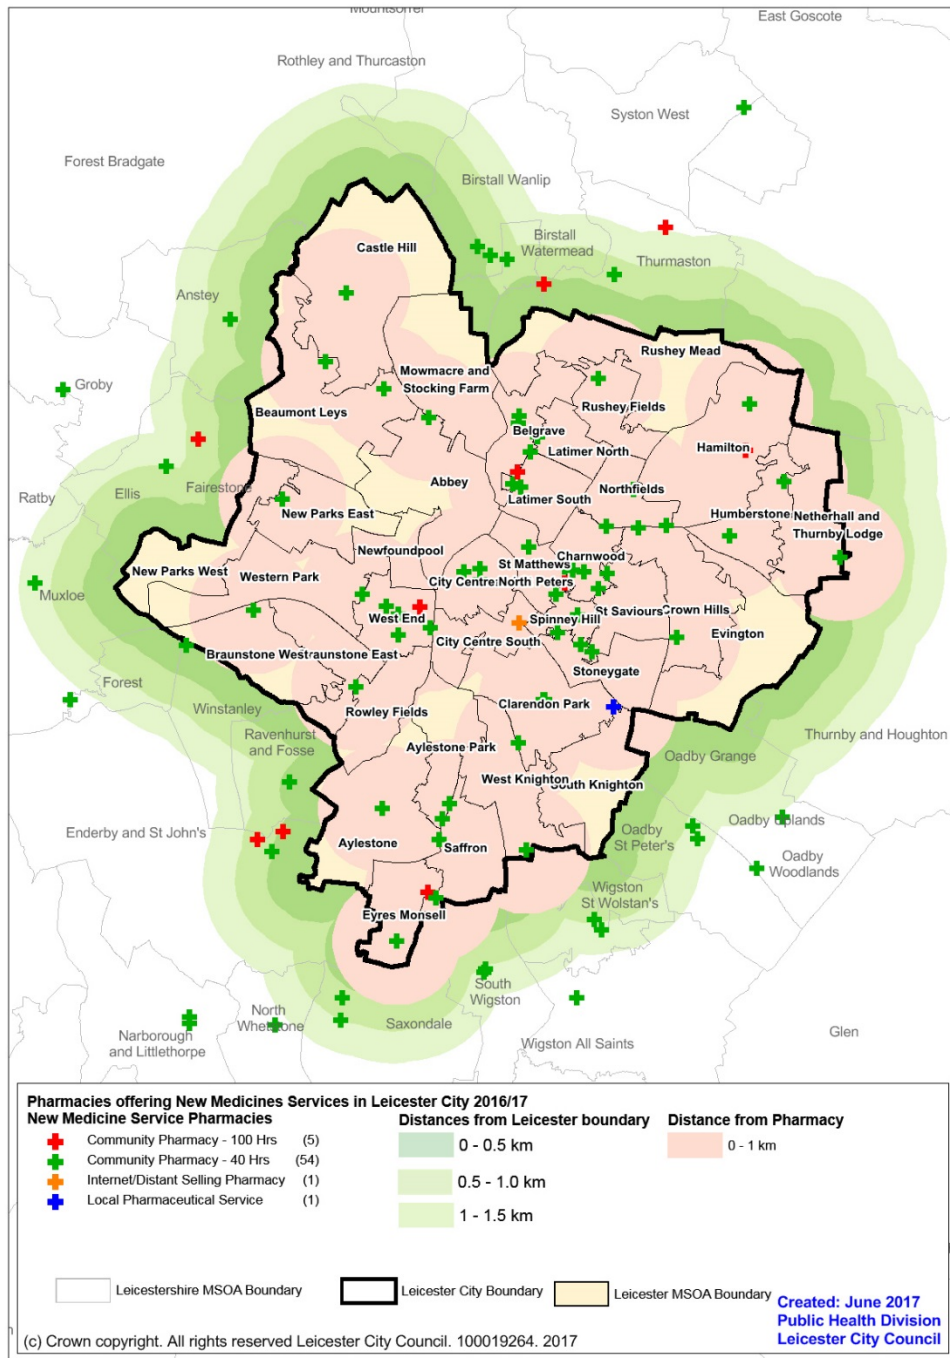 Mountsorrel
East Goscote
Rothley and Thurcaston
Syston West
Forest Bradgate
Birstall Wanlip
Birstall
Watermead
Castle Hill
Thurmaston
Anstey
Rushey Mead
Mowmacre and
Stocking Farm
Groby
Beaumont Leys
Rushey Fields
Belgrave
Hamilton
Latimer North
Abbey
Ellis
Fairestone
Northfields
Ratby
Latimer South
New Parks East
Humberstone
Netherhall and
Thurnby Lodge
Newfoundpool
Charnwood
St Matthews
New Parks West
Western Park
City Centre North
St Peters
Muxloe
West End
Spinney Hill
St Saviours
Crown Hills
Evington
City Centre South
Braunstone West
Braunstone East
Stoneygate
Forest
Winstanley
Clarendon Park
Rowley Fields
Ravenhurst
and Fosse
Thurnby and Houghton
Aylestone Park
Oadby Grange
West Knighton
South Knighton
Enderby and St John's
Oadby
St Peter's
Oadby Uplands
Aylestone
Saffron
Oadby
Woodlands
Wigston
St Wolstan's
Eyres Monsell
South
Wigston
North
Whetstone
Saxondale
Narborough
and Littlethorpe
Wigston All Saints
Glen
Pharmacies offering New Medicines Services in Leicester City 2016/17
New Medicine Service Pharmacies
Community Pharmacy - 100 Hrs (5)
Community Pharmacy - 40 Hrs (54)
Internet/Distant Selling Pharmacy (1)
Local Pharmaceutical Service (1)
Distances from Leicester boundary
0 - 0.5 km
0.5 - 1.0 km
1 - 1.5 km
Distance from Pharmacy
0 - 1 km
Leicestershire MSOA Boundary
Leicester City Boundary
Leicester MSOA Boundary
Created: June 2017
Public Health Division
Leicester City Council
(c) Crown copyright. All rights reserved Leicester City Council. 100019264. 2017